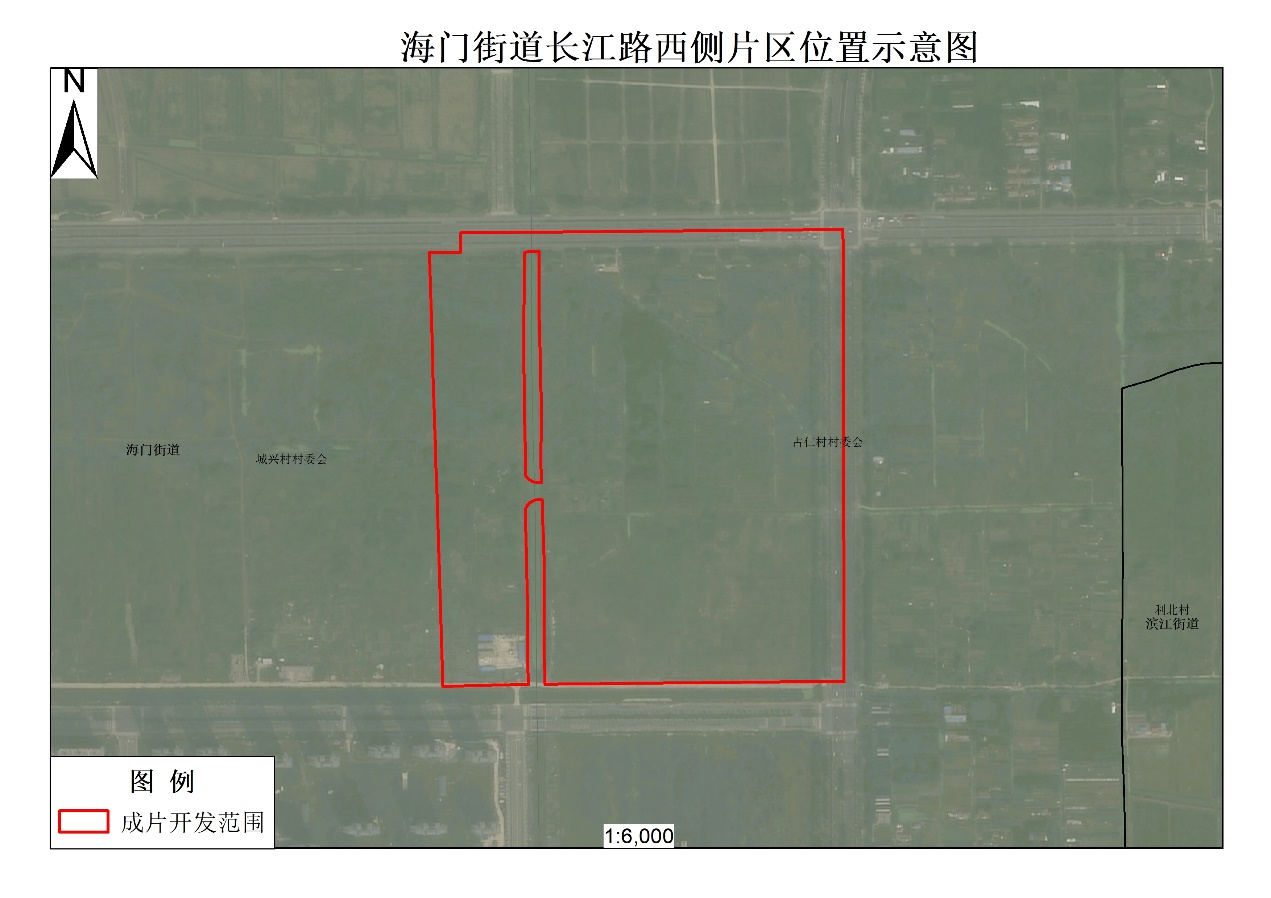 海门街道长江路西侧片区位置示意图
N
海门街道
城兴村村委会
占仁村村委会
利北村
滨江街道
图 例
成片开发范围
1:6,000